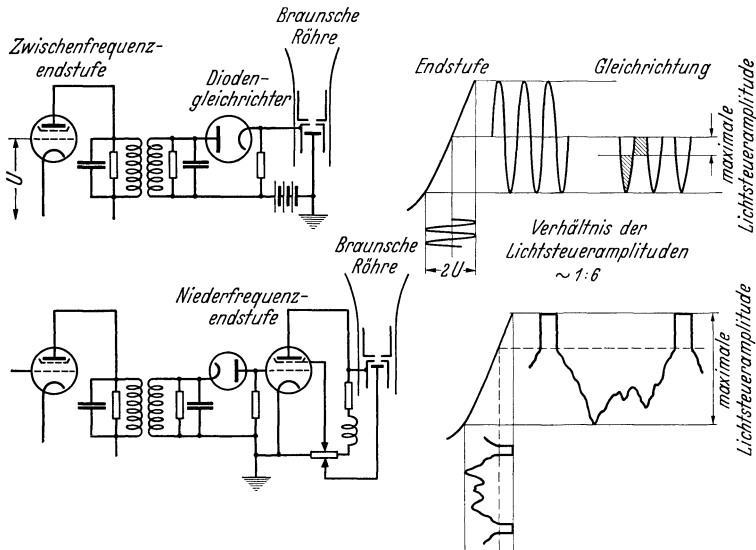 Braunsche
Röhre
Zwischenfrequenz-
endstufe
Dioden-
gleichrichter
U
Endstufe
Gleichrichtung
maximale
Lichtsteueramplitude
2U
Verhältnis der
Lichtsteueramplituden
~ 1:6
Braunsche
Röhre
Niederfrequenz-
endstufe
maximale
Lichtsteueramplitude